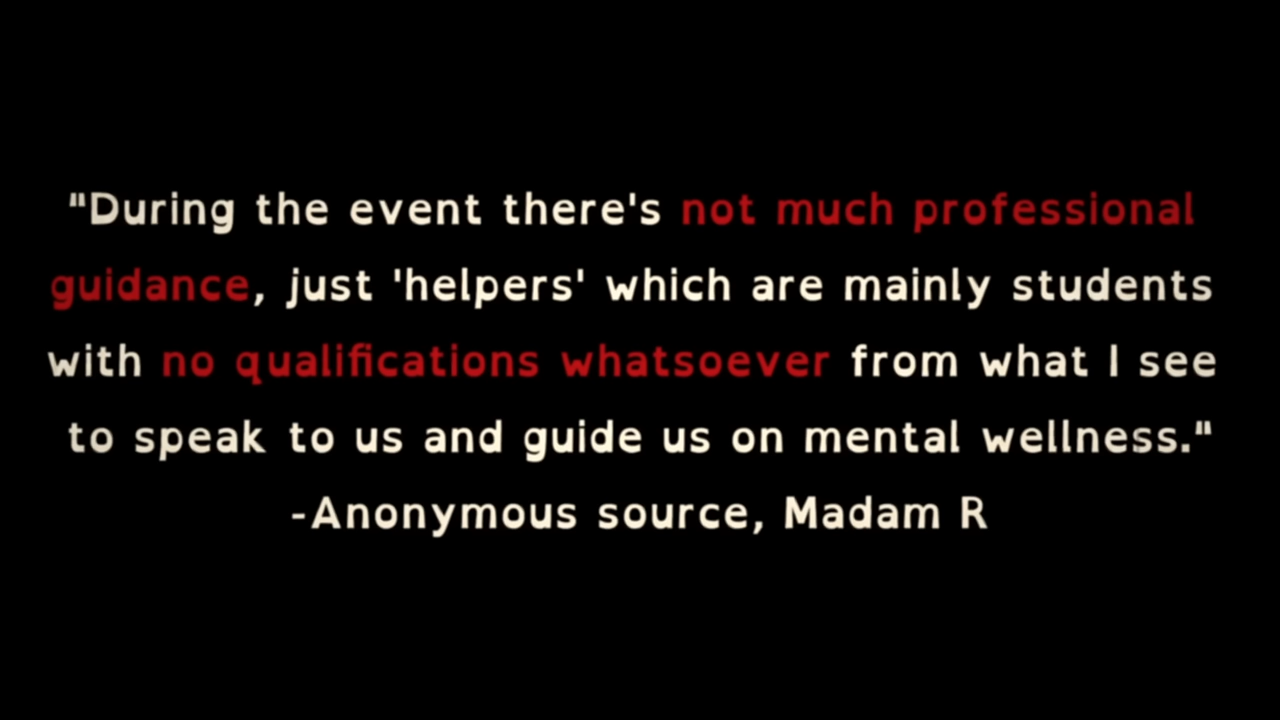 "During the event there's not much professional
guidance, just 'helpers' which are mainly students
with no qualifications whatsoever from what I see
to speak to us and guide us on mental wellness."
-Anonymous source, Madam R